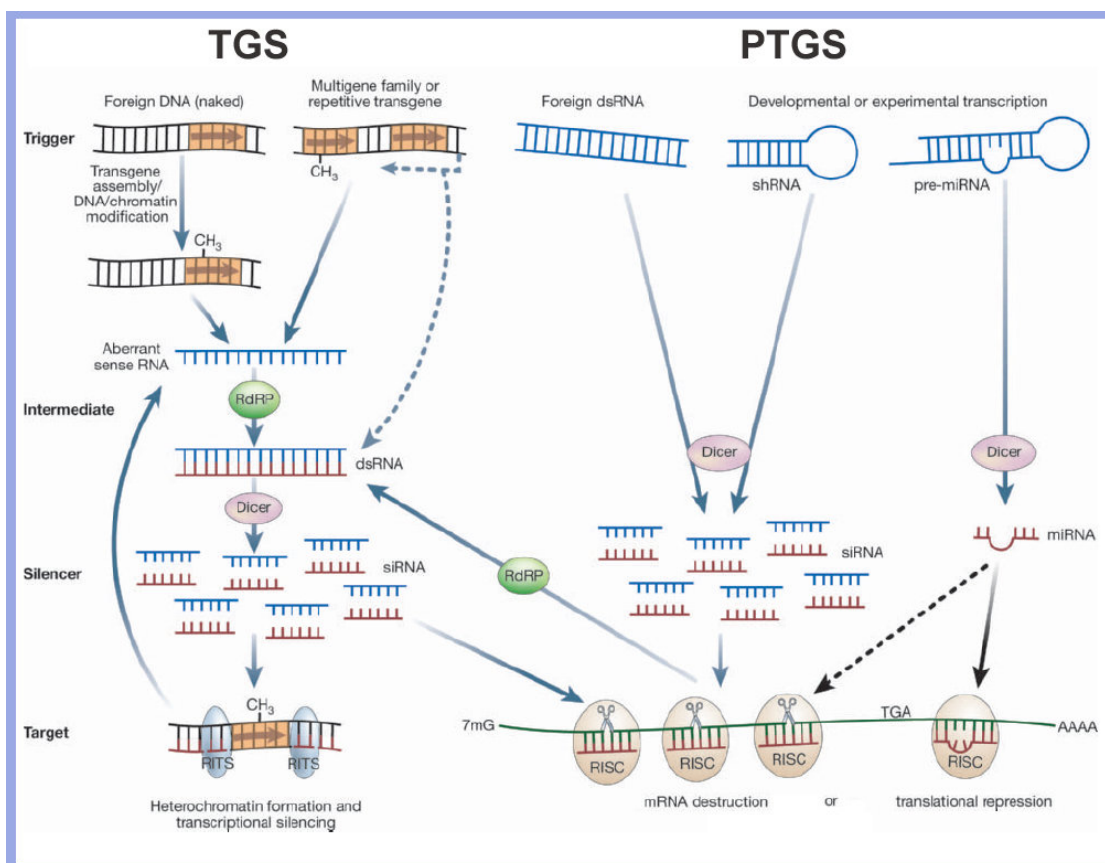 TGS
PTGS
Foreign DNA (naked)
Multigene family or
repetitive transgene
Foreign dsRNA
Developmental or experimental transcription
Trigger
CH3
shRNA
pre-miRNA
Transgene
assembly/
DNA/chromatin
modification
CH3
Aberrant
sense RNA
Intermediate
RdRP
dsRNA
Dicer
Dicer
Dicer
Silencer
siRNA
RdRP
siRNA
miRNA
CH3
Target
RITS
RITS
7mG
TGA
AAAA
RISC
RISC
RISC
RISC
Heterochromatin formation and
transcriptional silencing
mRNA destruction
or
translational repression